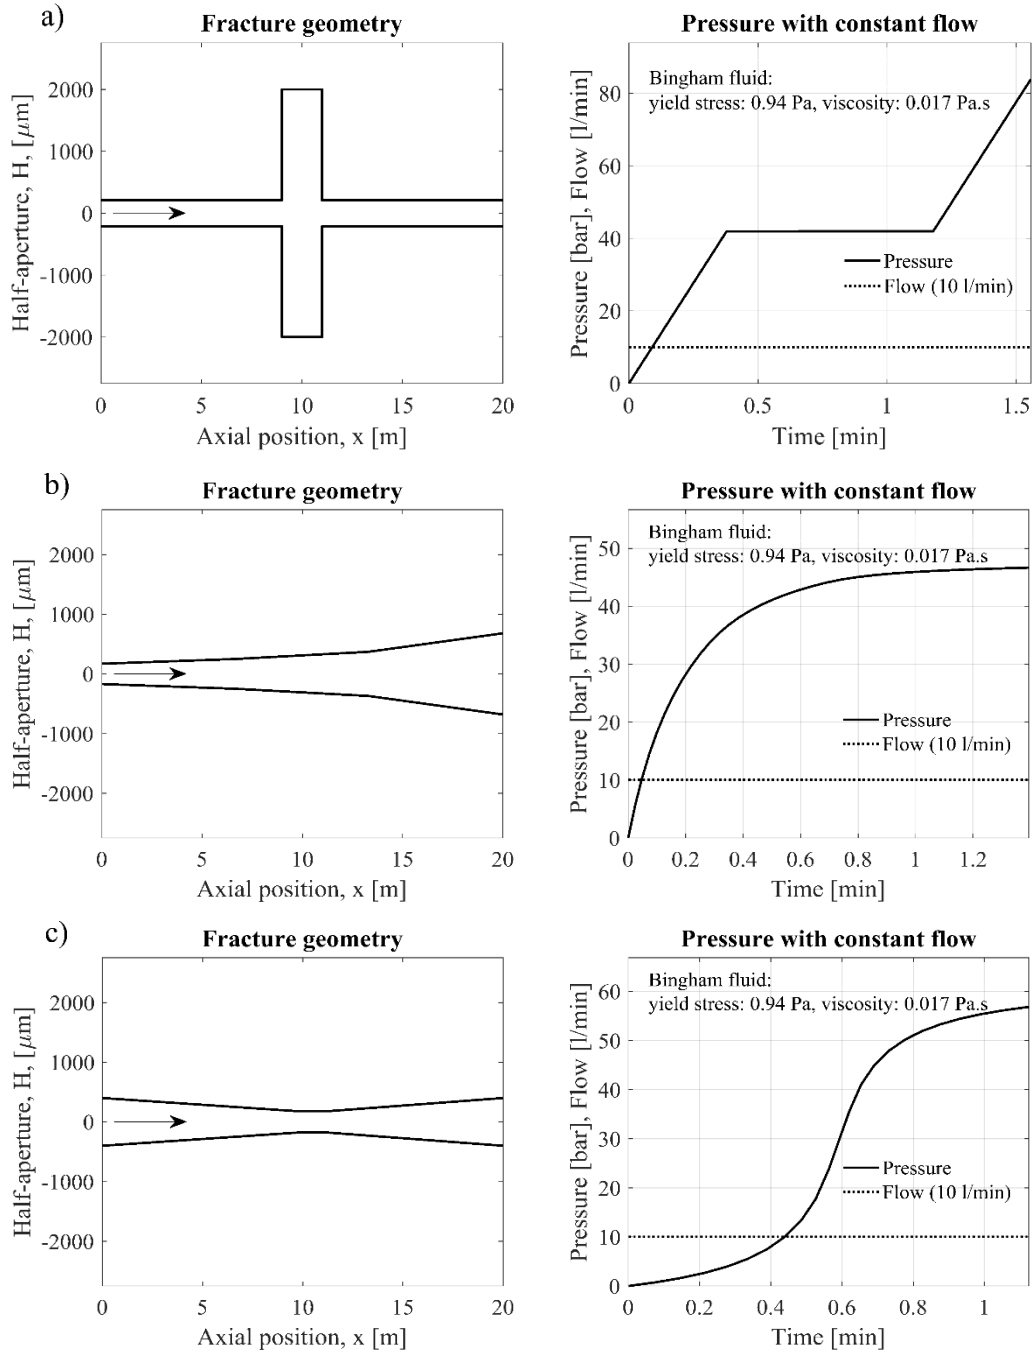 a)
Fracture geometry
Half-aperture, H, [μm]
2000
1000
0
-1000
-2000
0
5
10
15
20
Axial position, x [m]
Pressure with constant flow
Bingham fluid:
yield stress: 0.94 Pa, viscosity: 0.017 Pa.s
Pressure [bar], Flow [l/min]
80
60
40
20
0
Pressure
Flow (10 l/min)
0
0.5
1
1.5
Time [min]
b)
Fracture geometry
Half-aperture, H, [μm]
2000
1000
0
-1000
-2000
0
5
10
15
20
Axial position, x [m]
Pressure with constant flow
Bingham fluid:
yield stress: 0.94 Pa, viscosity: 0.017 Pa.s
Pressure [bar], Flow [l/min]
50
40
30
20
10
0
Pressure
Flow (10 l/min)
0
0.2
0.4
0.6
0.8
1
1.2
Time [min]
c)
Fracture geometry
Half-aperture, H, [μm]
2000
1000
0
-1000
-2000
0
5
10
15
20
Axial position, x [m]
Pressure with constant flow
Bingham fluid:
yield stress: 0.94 Pa, viscosity: 0.017 Pa.s
Pressure [bar], Flow [l/min]
60
50
40
30
20
10
0
Pressure
Flow (10 l/min)
0
0.2
0.4
0.6
0.8
1
Time [min]